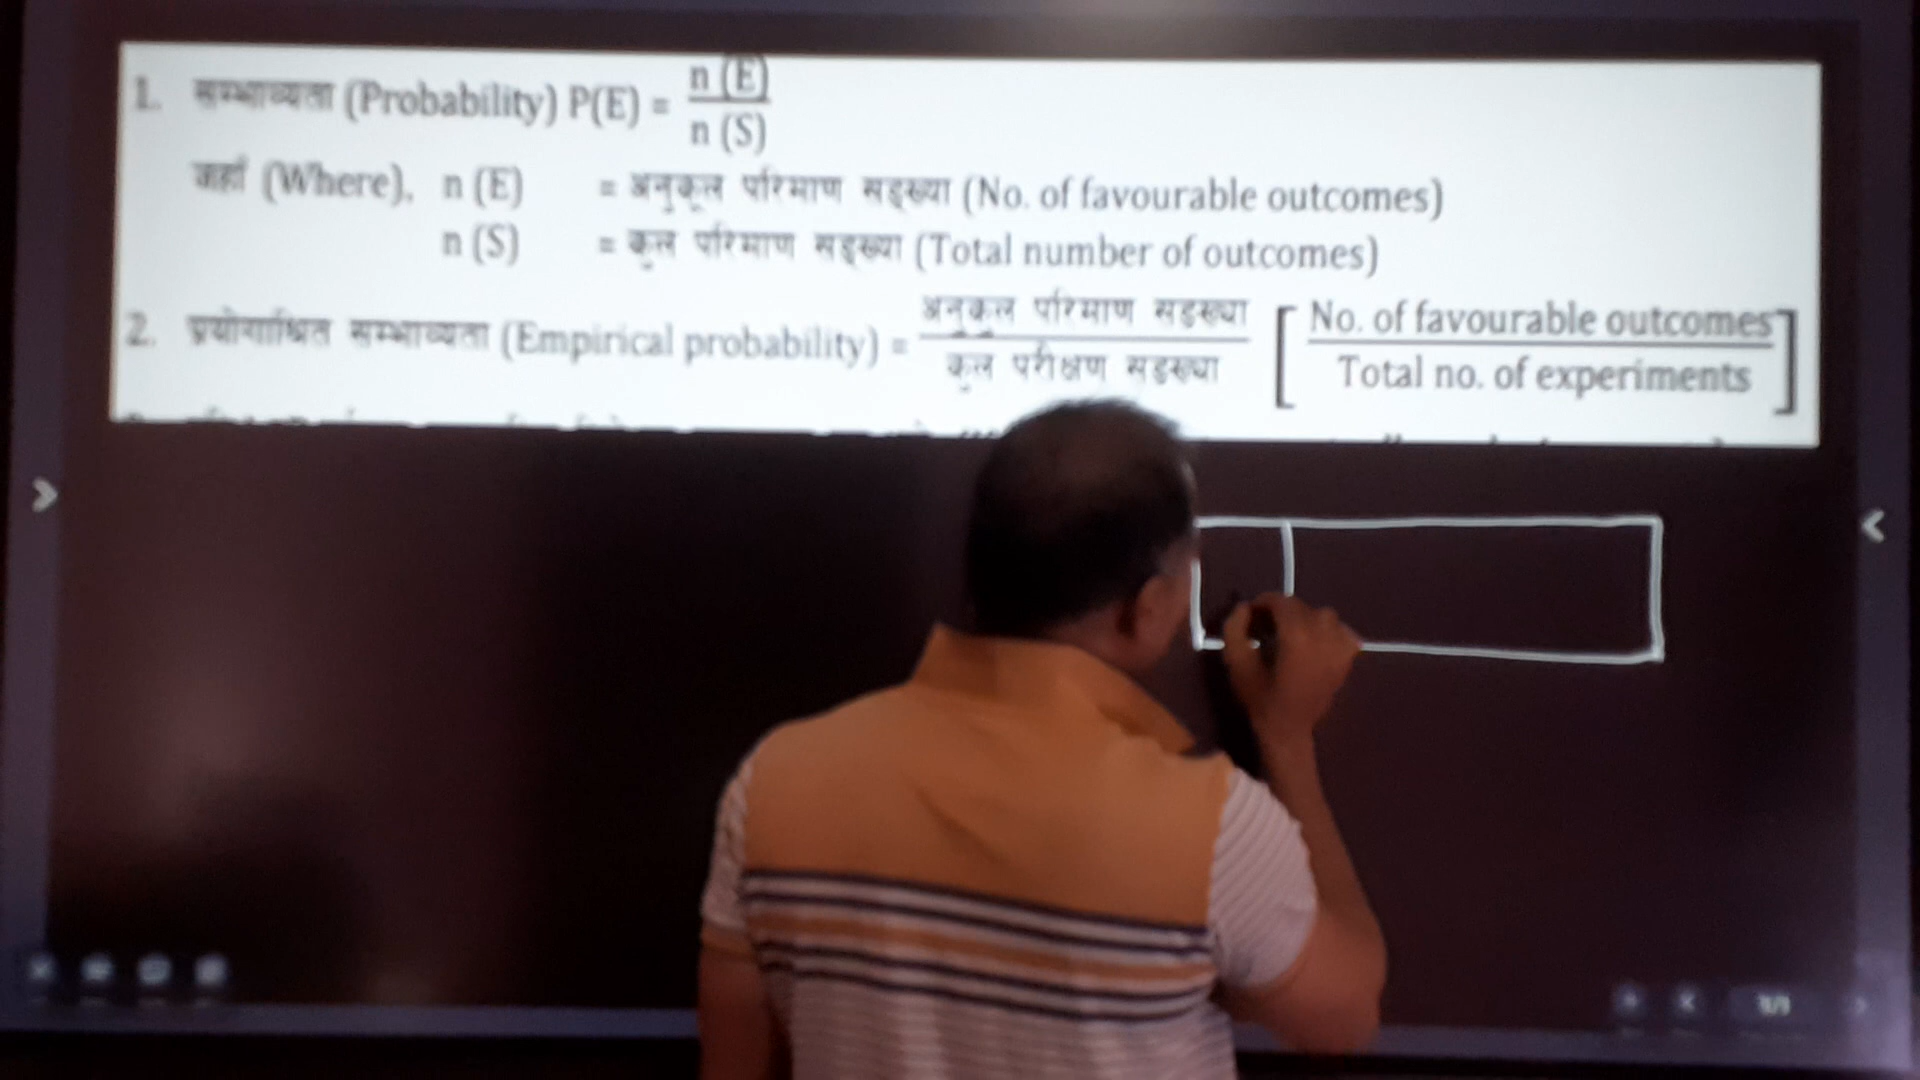 1. सम्भाव्यता (Probability) P(E) = n (E) / n (S)
जहाँ (Where), n (E) = अनुकूल परिमाण सङ्ख्या (No. of favourable outcomes)
n (S) = कुल परिमाण सङ्ख्या (Total number of outcomes)
2. प्रयोगाश्रित सम्भाव्यता (Empirical probability) = अनुकुल परिमाण सङ्ख्या / कुल परीक्षण सङ्ख्या [No. of favourable outcomes / Total no. of experiments]